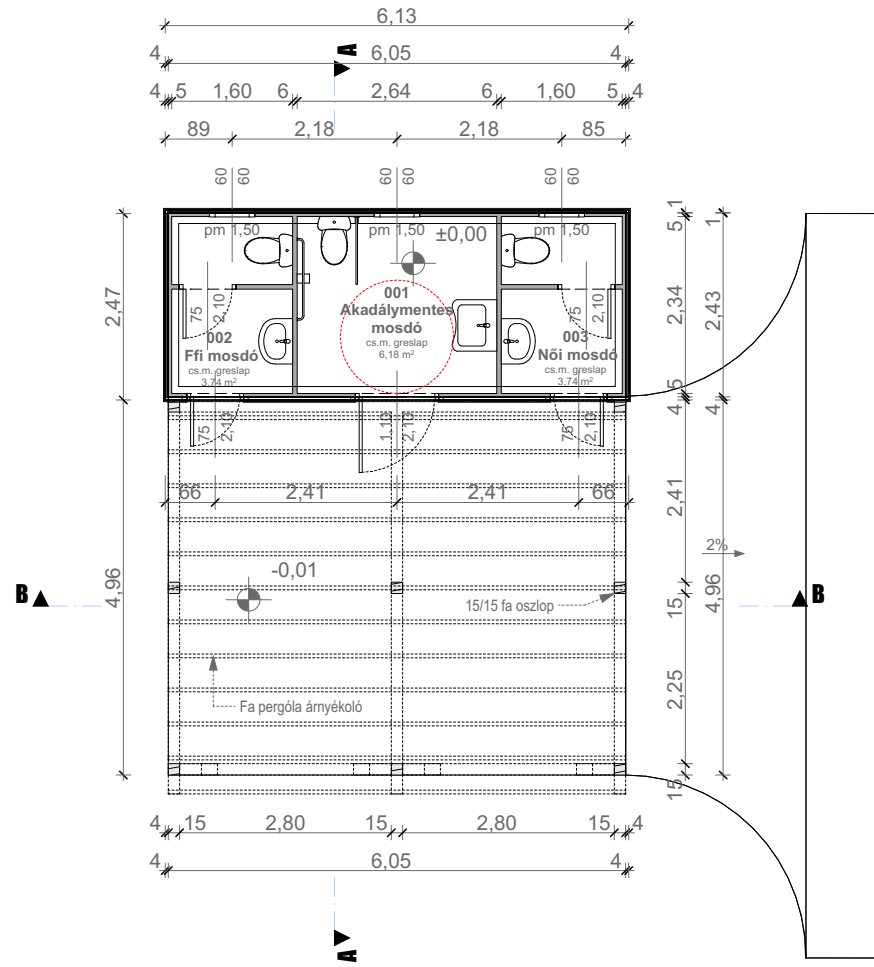 6,13
4 6,05 4
A
4 5 1,60 6 2,64 6 1,60 5 4
89 2,18 2,18 85
60 60 60 60 60 60
pm 1,50 pm 1,50 pm 1,50
±0,00
5 1
1
75 2,10
75 2,10
001
Akadálymentes
mosdó
cs.m. greslap
6,18 m²
002
Ffi mosdó
cs.m. greslap
3,74 m²
003
Női mosdó
cs.m. greslap
3,74 m²
2,47
2,34
2,43
4 5
4
75 2,10
1,10 2,10
75 2,10
66 2,41 2,41 66
2,41
2%
-0,01
4,96
B
15/15 fa oszlop
15
4,96
B
Fa pergóla árnyékoló
2,25
15
4 15 2,80 15 2,80 15 4
4 6,05 4
A